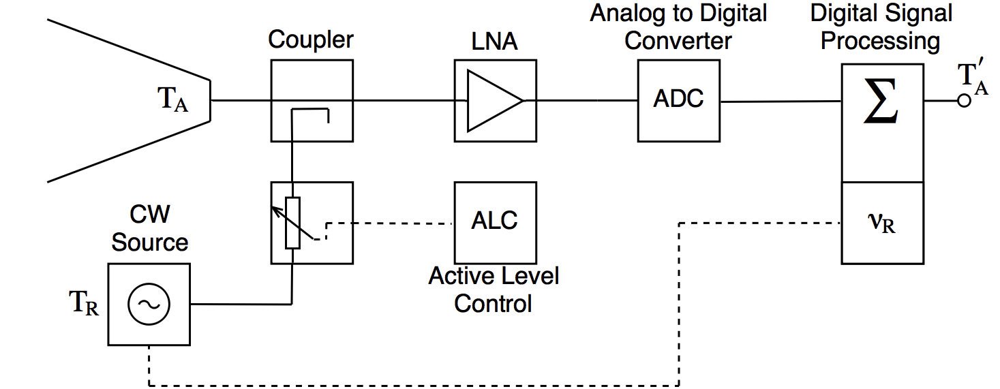 Analog to Digital
Converter
Digital Signal
Processing
Coupler
LNA
T_A
ADC
Σ
T'_A
CW
Source
ALC
ν_R
Active Level
Control
T_R